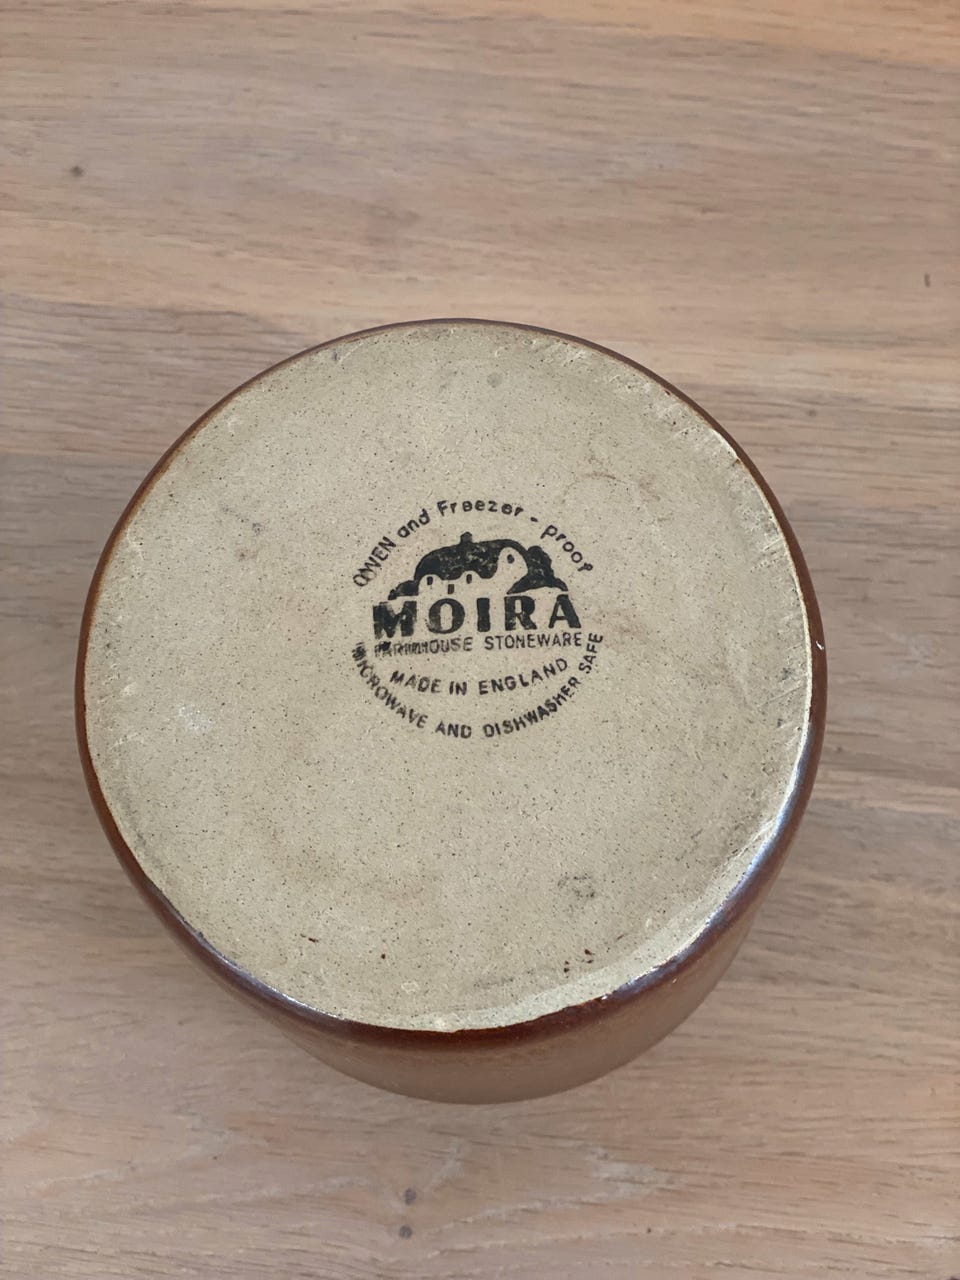 OVEN and Freezer - proof
MOIRA
FARMHOUSE STONEWARE
MADE IN ENGLAND
MICROWAVE AND DISHWASHER SAFE